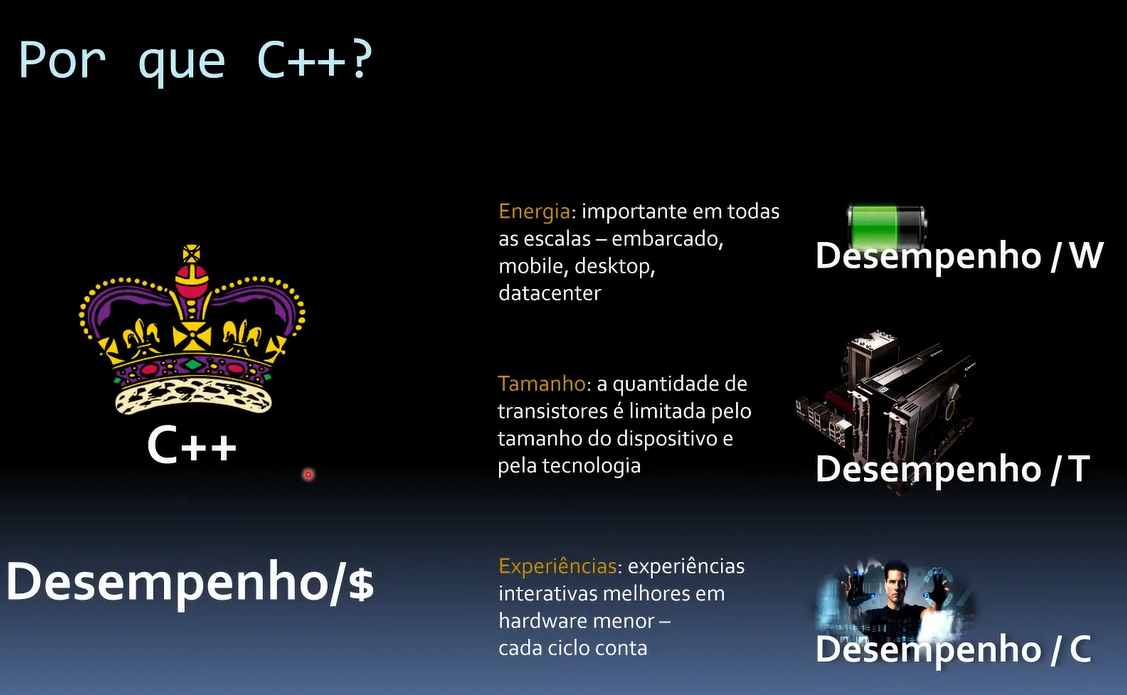 Por que C++?
C++
Desempenho/$
Energia: importante em todas
as escalas – embarcado,
mobile, desktop,
datacenter
Desempenho / W
Tamanho: a quantidade de
transistores é limitada pelo
tamanho do dispositivo e
pela tecnologia
Desempenho / T
Experiências: experiências
interativas melhores em
hardware menor –
cada ciclo conta
Desempenho / C